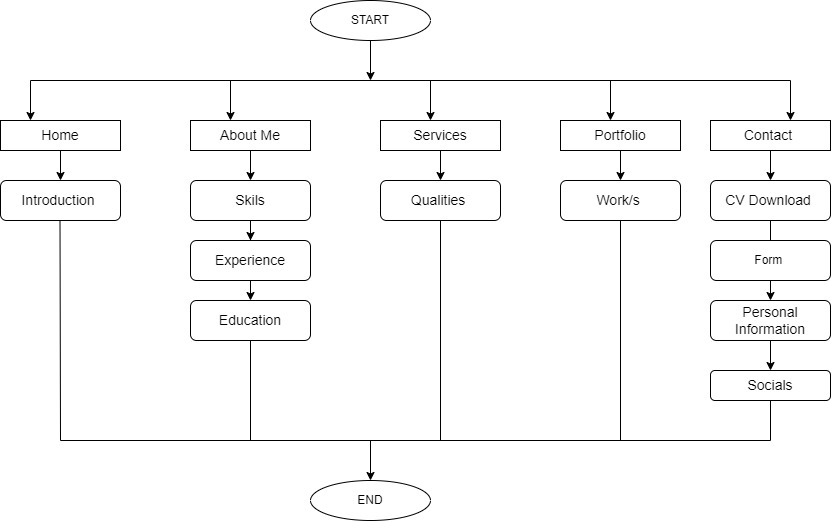 START
Home
About Me
Services
Portfolio
Contact
Introduction
Skils
Qualities
Work/s
CV Download
Experience
Form
Education
Personal
Information
Socials
END